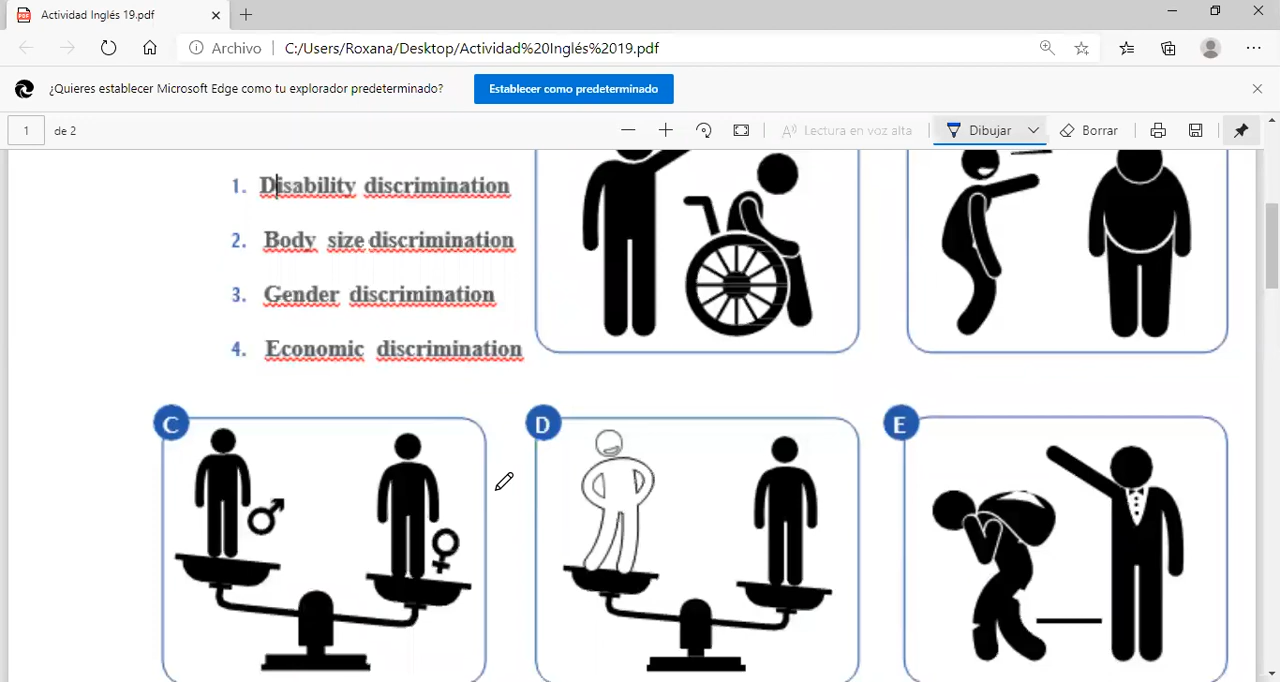 Actividad Inglés 19.pdf
Archivo | C:/Users/Roxana/Desktop/Actividad%20Inglés%2019.pdf
¿Quieres establecer Microsoft Edge como tu explorador predeterminado? Establecer como predeterminado
1 de 2 Lectura en voz alta Dibujar Borrar
1. Disability discrimination
2. Body size discrimination
3. Gender discrimination
4. Economic discrimination
C D E